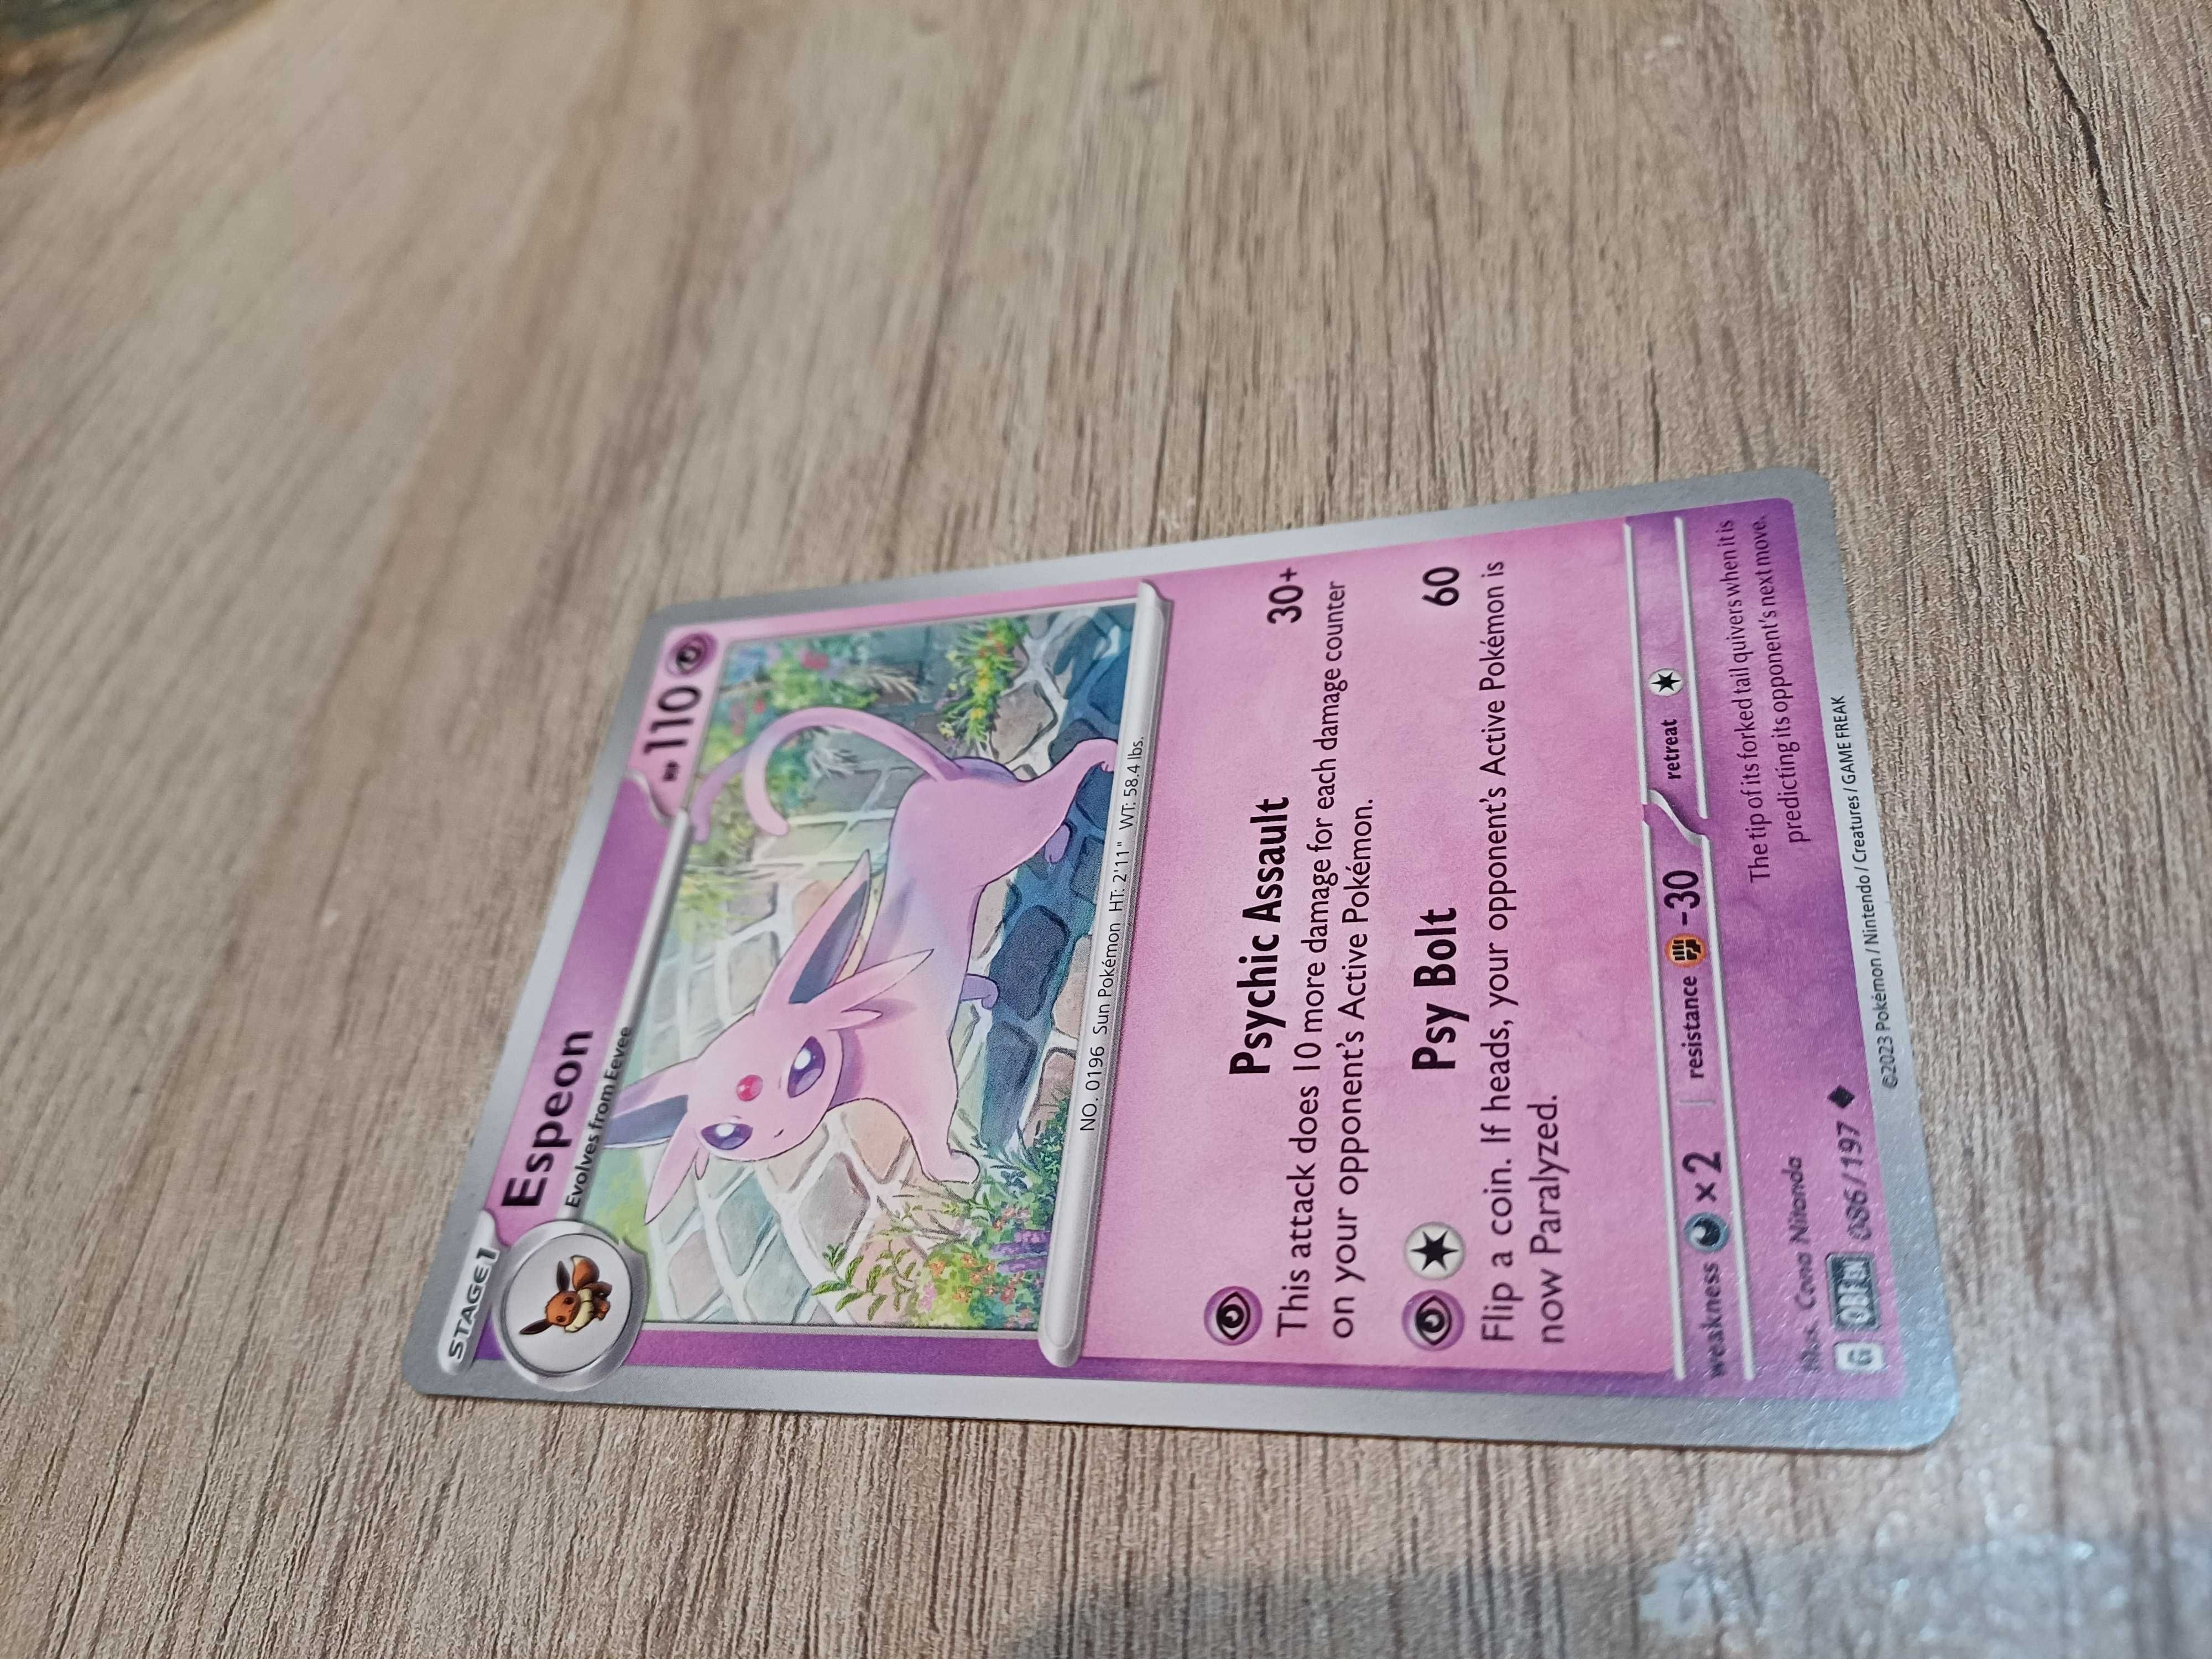 STAGE 1
Espeon
HP 110
Evolves from Eevee
NO. 0196 Sun Pokémon HT: 2'11" WT: 58.4 lbs.
Psychic Assault 30+
This attack does 10 more damage for each damage counter
on your opponent's Active Pokémon.
Psy Bolt 60
Flip a coin. If heads, your opponent's Active Pokémon is
now Paralyzed.
weakness ×2 resistance -30 retreat
The tip of its forked tail quivers when it is
predicting its opponent's next move.
Illus. Cona Nitanda
G OBF EN 086/197
©2023 Pokémon / Nintendo / Creatures / GAME FREAK